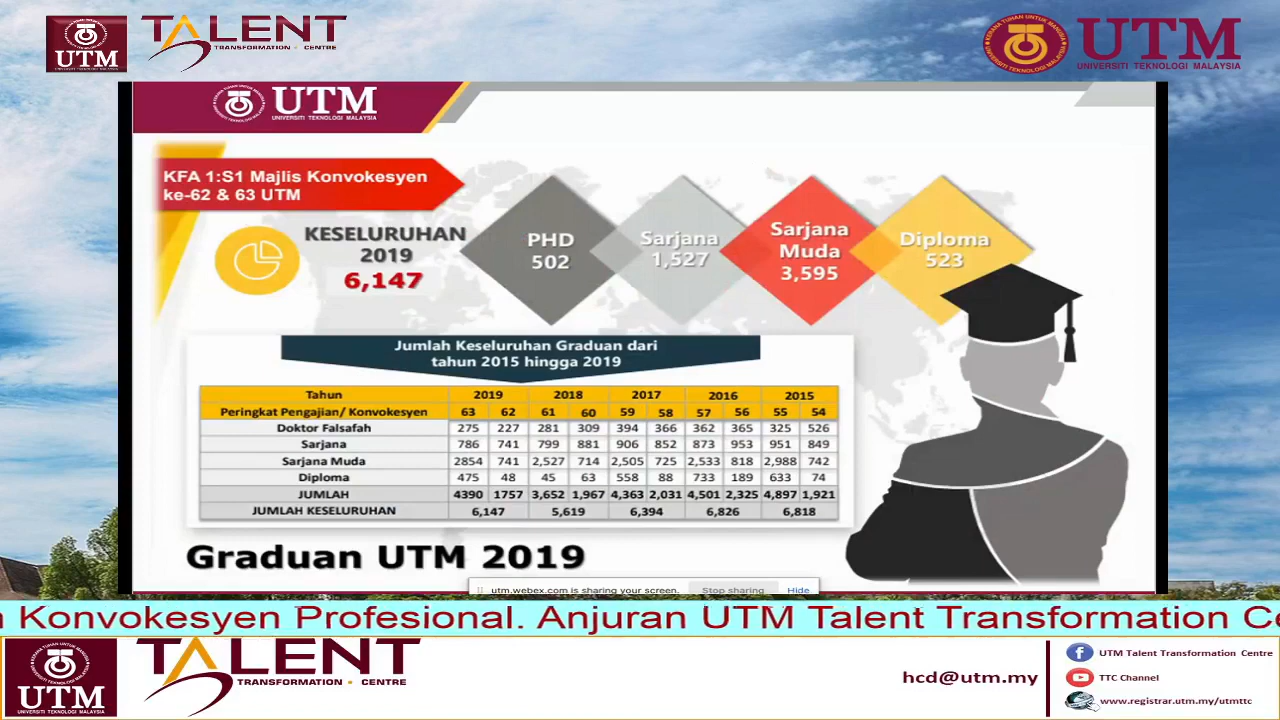 UTM
TALENT
TRANSFORMATION • CENTRE
UTM
UNIVERSITI TEKNOLOGI MALAYSIA
UTM
UNIVERSITI TEKNOLOGI MALAYSIA
KFA 1:S1 Majlis Konvokesyen
ke-62 & 63 UTM
KESELURUHAN
2019
6,147
PHD
502
Sarjana
1,527
Sarjana
Muda
3,595
Diploma
523
Jumlah Keseluruhan Graduan dari
tahun 2015 hingga 2019
Tahun 2019 2018 2017 2016 2015
Peringkat Pengajian/ Konvokesyen 63 62 61 60 59 58 57 56 55 54
Doktor Falsafah 275 227 281 309 394 366 362 365 325 526
Sarjana 786 741 799 881 906 852 873 953 951 849
Sarjana Muda 2854 741 2,527 714 2,505 725 2,533 818 2,988 742
Diploma 475 48 45 63 558 88 733 189 633 74
JUMLAH 4390 1757 3,652 1,967 4,363 2,031 4,501 2,325 4,897 1,921
JUMLAH KESELURUHAN 6,147 5,619 6,394 6,826 6,818
Graduan UTM 2019
utm.webex.com is sharing your screen. Stop sharing Hide
Konvokesyen Profesional. Anjuran UTM Talent Transformation Ce
UTM
UNIVERSITI TEKNOLOGI MALAYSIA
TALENT
TRANSFORMATION • CENTRE
hcd@utm.my
UTM Talent Transformation Centre
TTC Channel
www.registrar.utm.my/utmttc